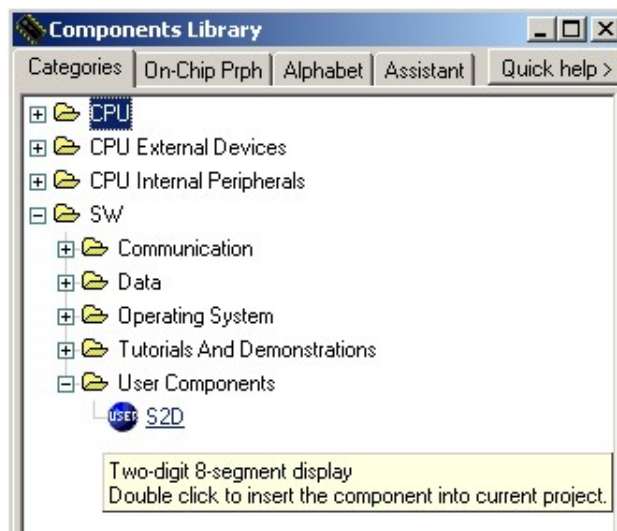 Components Library
Categories On-Chip Prph Alphabet Assistant Quick help >
CPU
CPU External Devices
CPU Internal Peripherals
SW
Communication
Data
Operating System
Tutorials And Demonstrations
User Components
USER S2D
Two-digit 8-segment display
Double click to insert the component into current project.